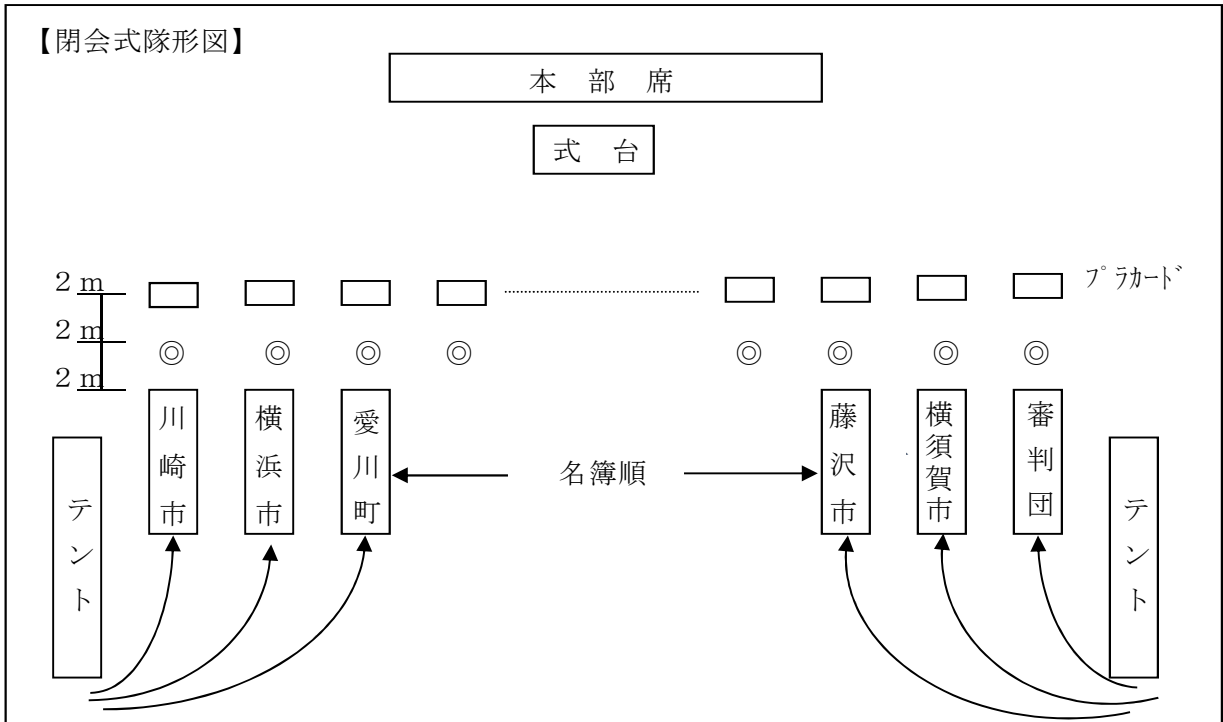 【閉会式隊形図】
本 部 席
式 台
2 m
2 m
2 m
プラカード
◎ ◎ ◎ ◎ ◎ ◎ ◎ ◎
川崎市
横浜市
愛川町
名簿順
藤沢市
横須賀市
審判団
テント
テント